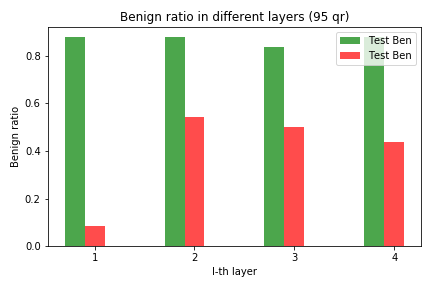 Benign ratio in different layers (95 qr)
Test Ben
Test Ben
Benign ratio
0.8
0.6
0.4
0.2
0.0
1 2 3 4
l-th layer